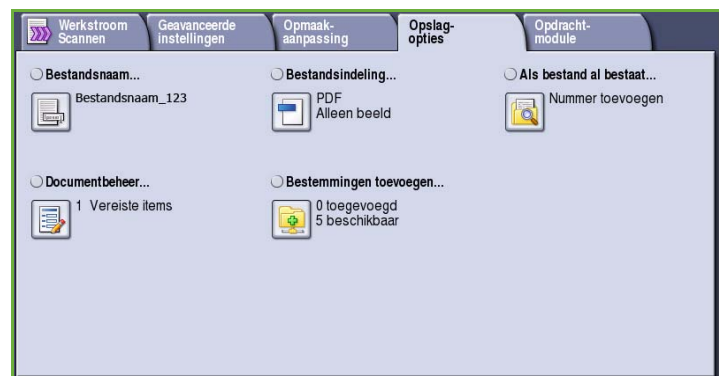 Werkstroom
Scannen
Geavanceerde
instellingen
Opmaak-
aanpassing
Opslag-
opties
Opdracht-
module
Bestandsnaam...
Bestandsnaam_123
Bestandsindeling...
PDF
Alleen beeld
Als bestand al bestaat...
Nummer toevoegen
Documentbeheer...
1 Vereiste items
Bestemmingen toevoegen...
0 toegevoegd
5 beschikbaar